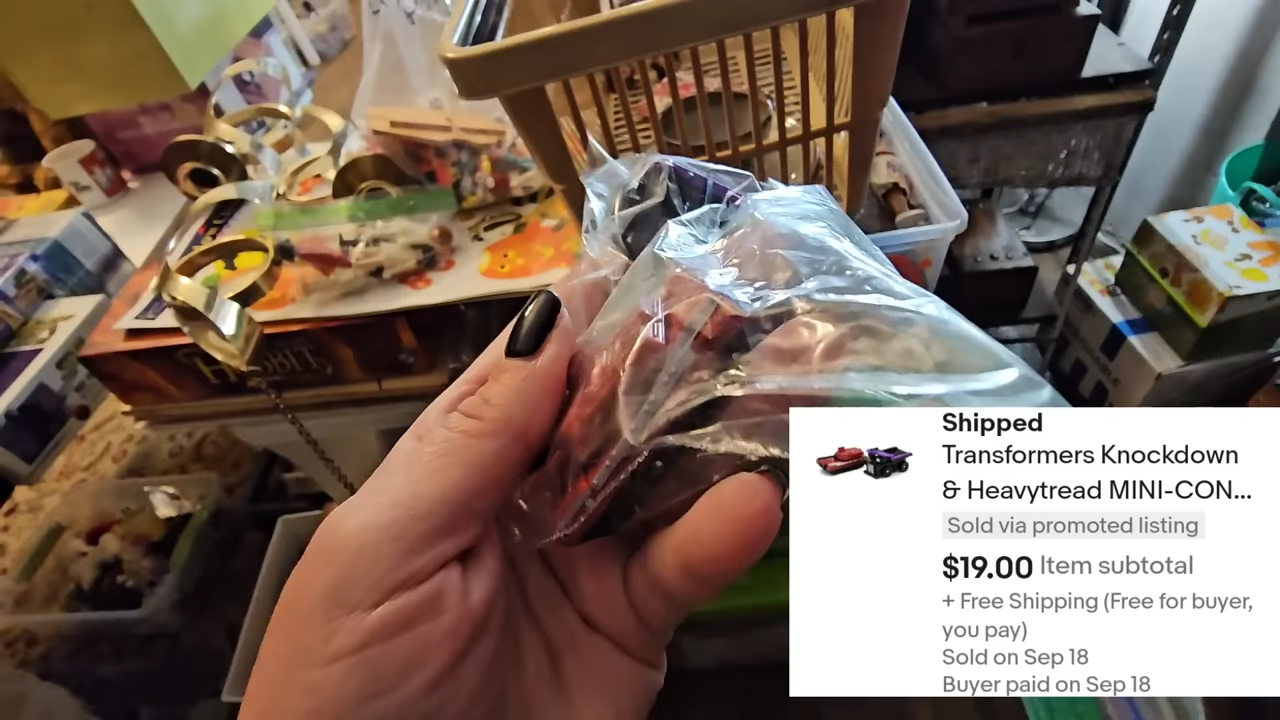 HOBBIT
Shipped
Transformers Knockdown
& Heavytread MINI-CON...
Sold via promoted listing
$19.00 Item subtotal
+ Free Shipping (Free for buyer,
you pay)
Sold on Sep 18
Buyer paid on Sep 18